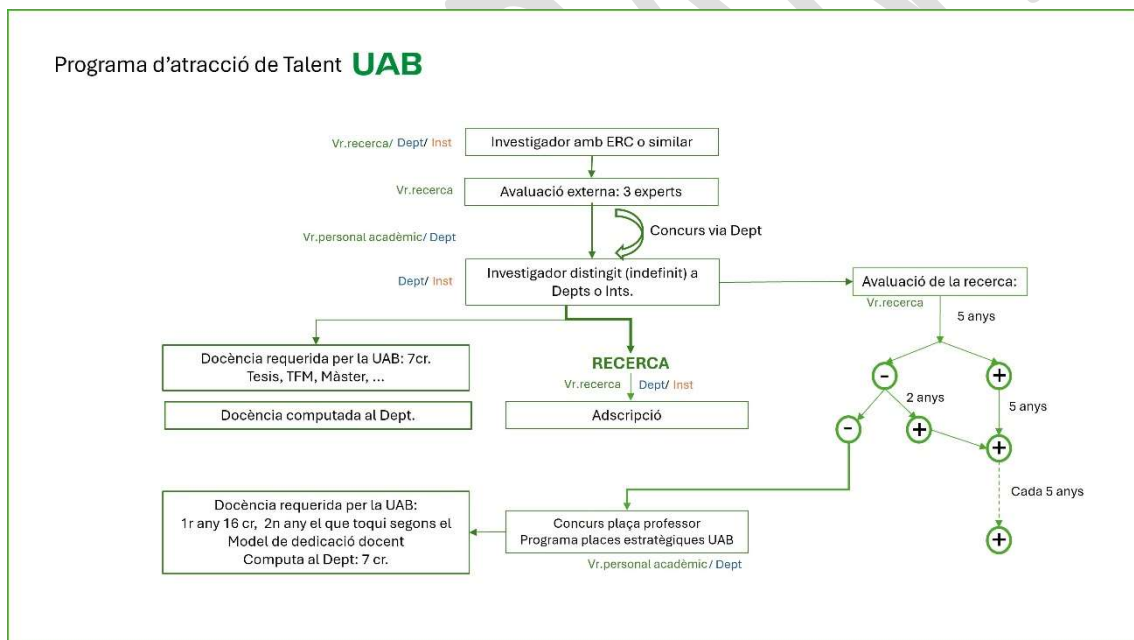 Programa d'atracció de Talent UAB
Vr.recerca/ Dept/ Inst
Investigador amb ERC o similar
Vr.recerca
Avaluació externa: 3 experts
Vr.personal acadèmic/ Dept
Concurs via Dept
Dept/ Inst
Investigador distingit (indefinit) a
Depts o Ints.
Avaluació de la recerca:
Vr.recerca
5 anys
Docència requerida per la UAB: 7cr.
Tesis, TFM, Màster, ...
RECERCA
Vr.recerca
Dept/ Inst
-
+
2 anys
5 anys
Docència computada al Dept.
Adscripció
-
+
+
Cada 5 anys
Docència requerida per la UAB:
1r any 16 cr, 2n any el que toqui segons el
Model de dedicació docent
Computa al Dept: 7 cr.
Concurs plaça professor
Programa places estratègiques UAB
+
Vr.personal acadèmic/ Dept